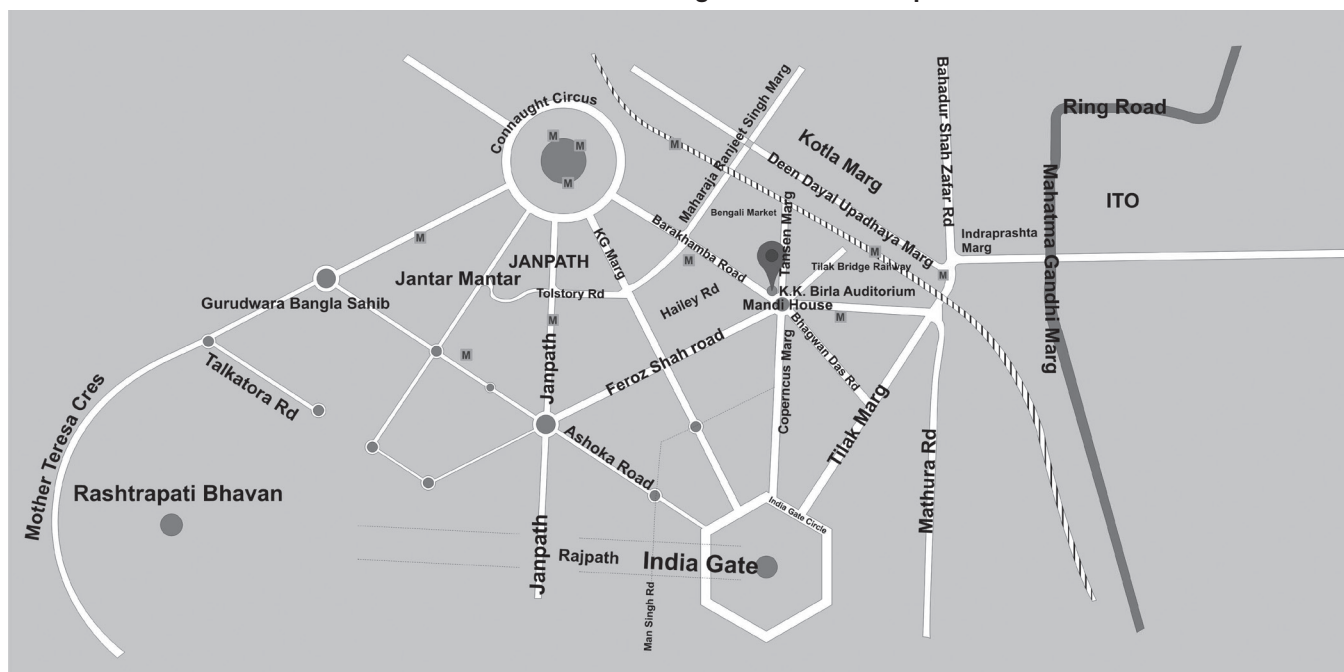 Connaught Circus
M
M
M
M
M
M
M
M
M
M
M
M
Maharaja Ranjeet Singh Marg
Kotla Marg
Deen Dayal Upadhaya Marg
Bahadur Shah Zafar Rd
Ring Road
ITO
Mahatma Gandhi Marg
Indraprashta
Marg
Bengali Market
Tansen Marg
Barakhamba Road
KG Marg
JANPATH
Jantar Mantar
Tolstory Rd
Hailey Rd
Tilak Bridge Railway
K.K. Birla Auditorium
Mandi House
Gurudwara Bangla Sahib
Talkatora Rd
Janpath
Feroz Shah road
Coperncus Marg
Bhagwan Das Rd
Tilak Marg
Mathura Rd
Mother Teresa Cres
Rashtrapati Bhavan
Ashoka Road
Janpath
Rajpath
India Gate
India Gate Circle
Man Singh Rd